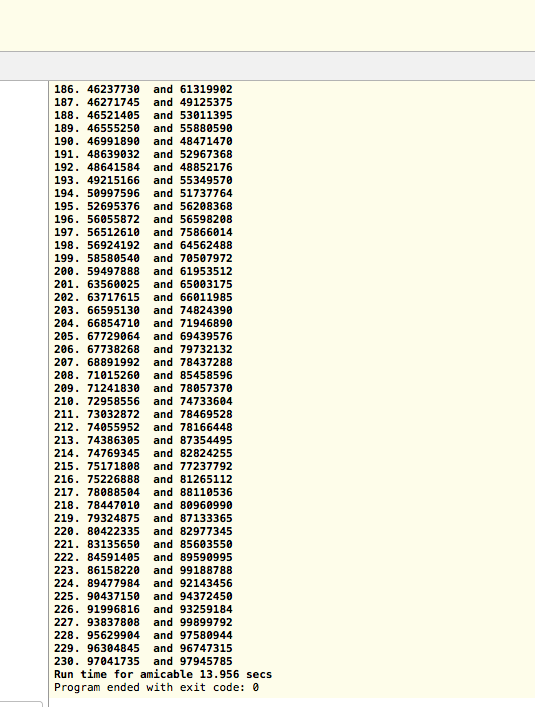 186. 46237730  and 61319902
187. 46271745  and 49125375
188. 46521405  and 53011395
189. 46555250  and 55880590
190. 46991890  and 48471470
191. 48639032  and 52967368
192. 48641584  and 48852176
193. 49215166  and 55349570
194. 50997596  and 51737764
195. 52695376  and 56208368
196. 56055872  and 56598208
197. 56512610  and 75866014
198. 56924192  and 64562488
199. 58580540  and 70507972
200. 59497888  and 61953512
201. 63560025  and 65003175
202. 63717615  and 66011985
203. 66595130  and 74824390
204. 66854710  and 71946890
205. 67729064  and 69439576
206. 67738268  and 79732132
207. 68891992  and 78437288
208. 71015260  and 85458596
209. 71241830  and 78057370
210. 72958556  and 74733604
211. 73032872  and 78469528
212. 74055952  and 78166448
213. 74386305  and 87354495
214. 74769345  and 82824255
215. 75171808  and 77237792
216. 75226888  and 81265112
217. 78088504  and 88110536
218. 78447010  and 80960990
219. 79324875  and 87133365
220. 80422335  and 82977345
221. 83135650  and 85603550
222. 84591405  and 89590995
223. 86158220  and 99188788
224. 89477984  and 92143456
225. 90437150  and 94372450
226. 91996816  and 93259184
227. 93837808  and 99899792
228. 95629904  and 97580944
229. 96304845  and 96747315
230. 97041735  and 97945785
Run time for amicable 13.956 secs
Program ended with exit code: 0